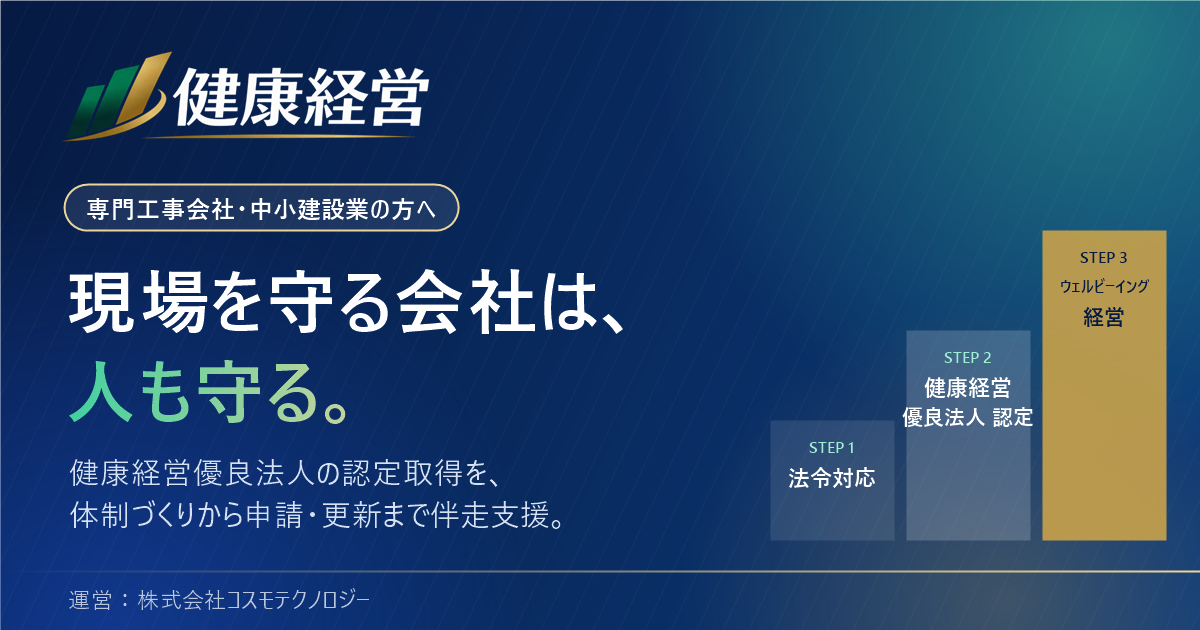 健康経営
専門工事会社・中小建設業の方へ
現場を守る会社は、
人も守る。
健康経営優良法人の認定取得を、
体制づくりから申請・更新まで伴走支援。
STEP 1
法令対応
STEP 2
健康経営
優良法人 認定
STEP 3
ウェルビーイング
経営
運営：株式会社コスモテクノロジー